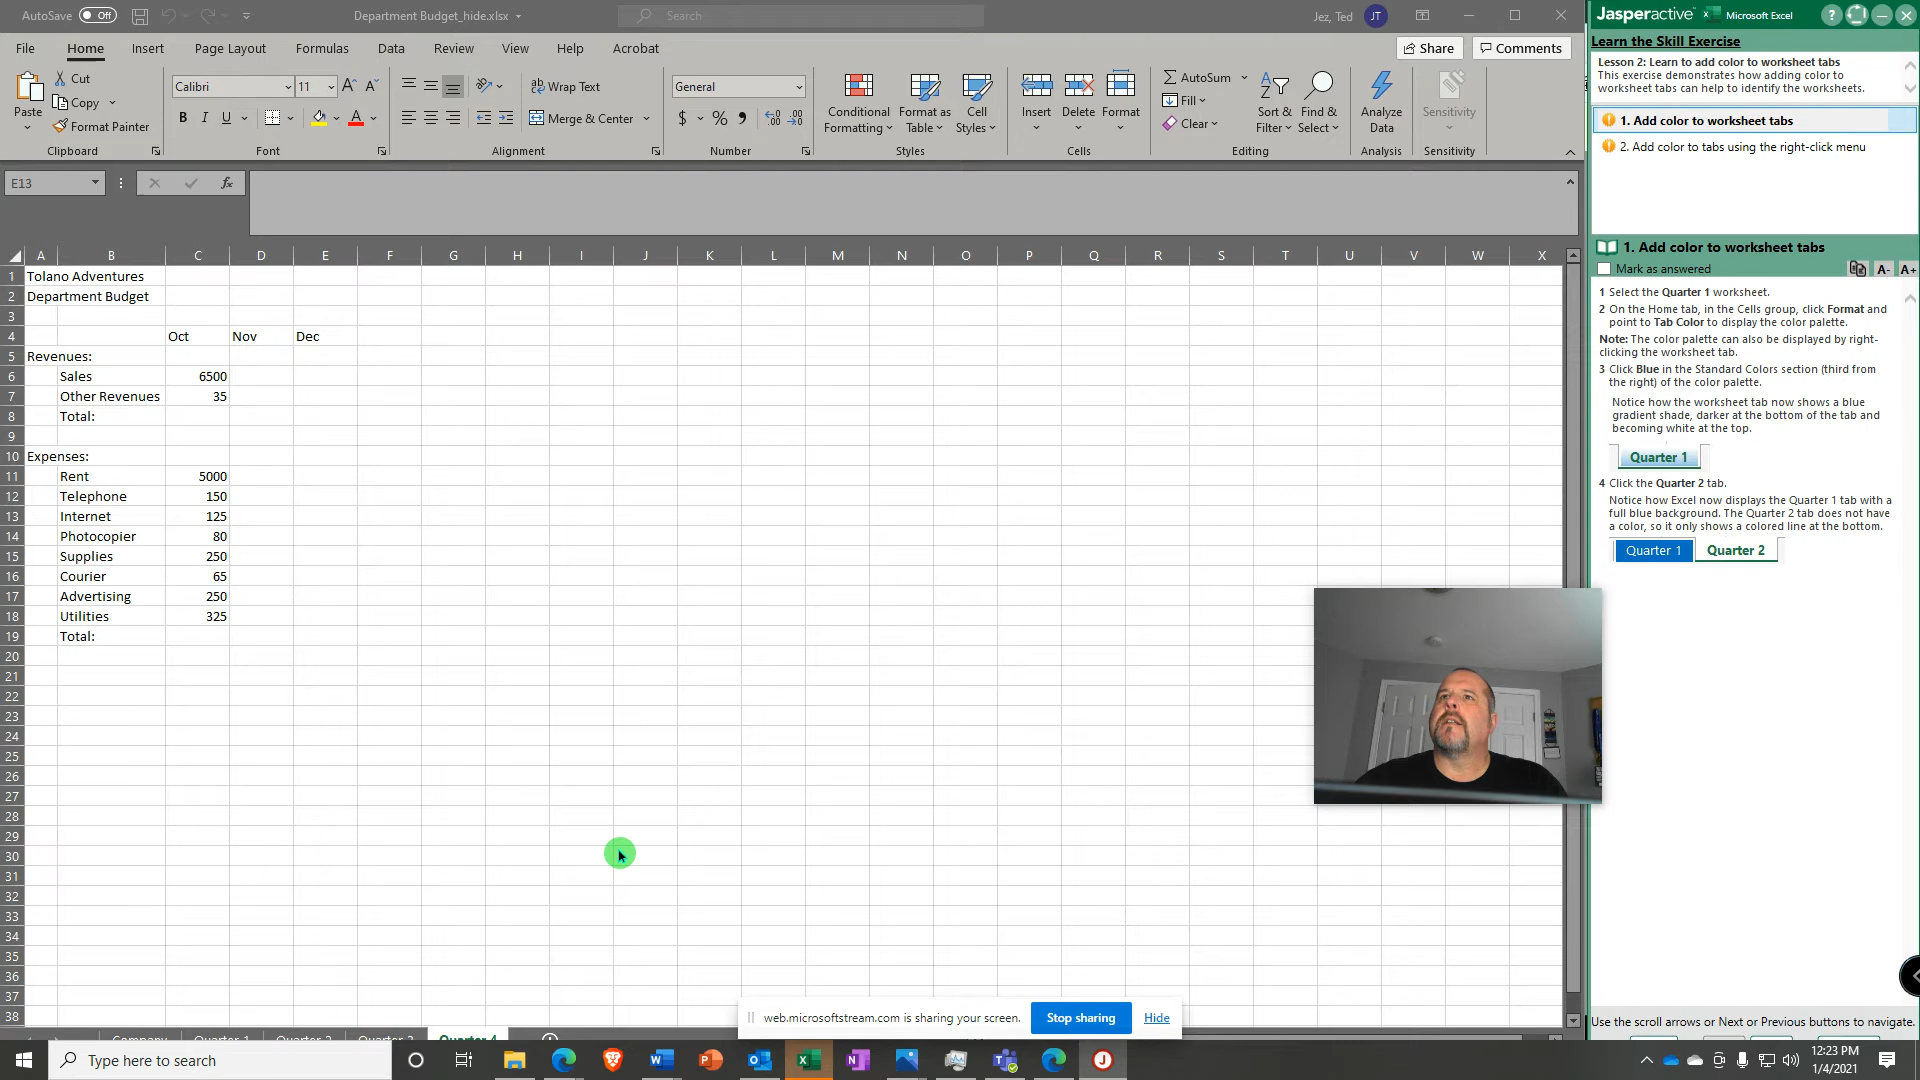 AutoSave Off
Department Budget_hide.xlsx
Search
Jez, Ted JT
Jasperactive Microsoft Excel
File Home Insert Draw Page Layout Formulas Data Review View Help Acrobat
Share Comments
Paste Cut Copy Format Painter
Clipboard
Calibri 11
B I U
Font
Wrap Text
Merge & Center
Alignment
General
$ %
Number
Conditional Formatting
Format as Table
Cell Styles
Styles
Insert Delete Format
Cells
AutoSum
Fill
Clear
Sort & Filter
Find & Select
Editing
Analyze Data
Analysis
Sensitivity
Sensitivity
E13 fx
A B C D E F G H I J K L M N O P Q R S T U V W X
1 Tolano Adventures
2 Department Budget
3
4 Oct Nov Dec
5 Revenues:
6 Sales 6500
7 Other Revenues 35
8 Total:
9
10 Expenses:
11 Rent 5000
12 Telephone 150
13 Internet 125
14 Photocopier 80
15 Supplies 250
16 Courier 65
17 Advertising 250
18 Utilities 325
19 Total:
20
21
22
23
24
25
26
27
28
29
30
31
32
33
34
35
36
37
38
Company Quarter 1 Quarter 2 Quarter 3 Quarter 4
web.microsoftstream.com is sharing your screen. Stop sharing Hide
Learn the Skill Exercise
Lesson 2: Learn to add color to worksheet tabs
This exercise demonstrates how adding color to
worksheet tabs can help to identify the worksheets.
1. Add color to worksheet tabs
2. Add color to tabs using the right-click menu
1. Add color to worksheet tabs
Mark as answered A- A+
1 Select the Quarter 1 worksheet.
2 On the Home tab, in the Cells group, click Format and
point to Tab Color to display the color palette.
Note: The color palette can also be displayed by right-
clicking the worksheet tab.
3 Click Blue in the Standard Colors section (third from
the right) of the color palette.
Notice how the worksheet tab now shows a blue
gradient shade, darker at the bottom of the tab and
becoming white at the top.
Quarter 1
4 Click the Quarter 2 tab.
Notice how Excel now displays the Quarter 1 tab with a
full blue background. The Quarter 2 tab does not have
a color, so it only shows a colored line at the bottom.
Quarter 1 Quarter 2
Use the scroll arrows or Next or Previous buttons to navigate.
Type here to search
12:23 PM
1/4/2021